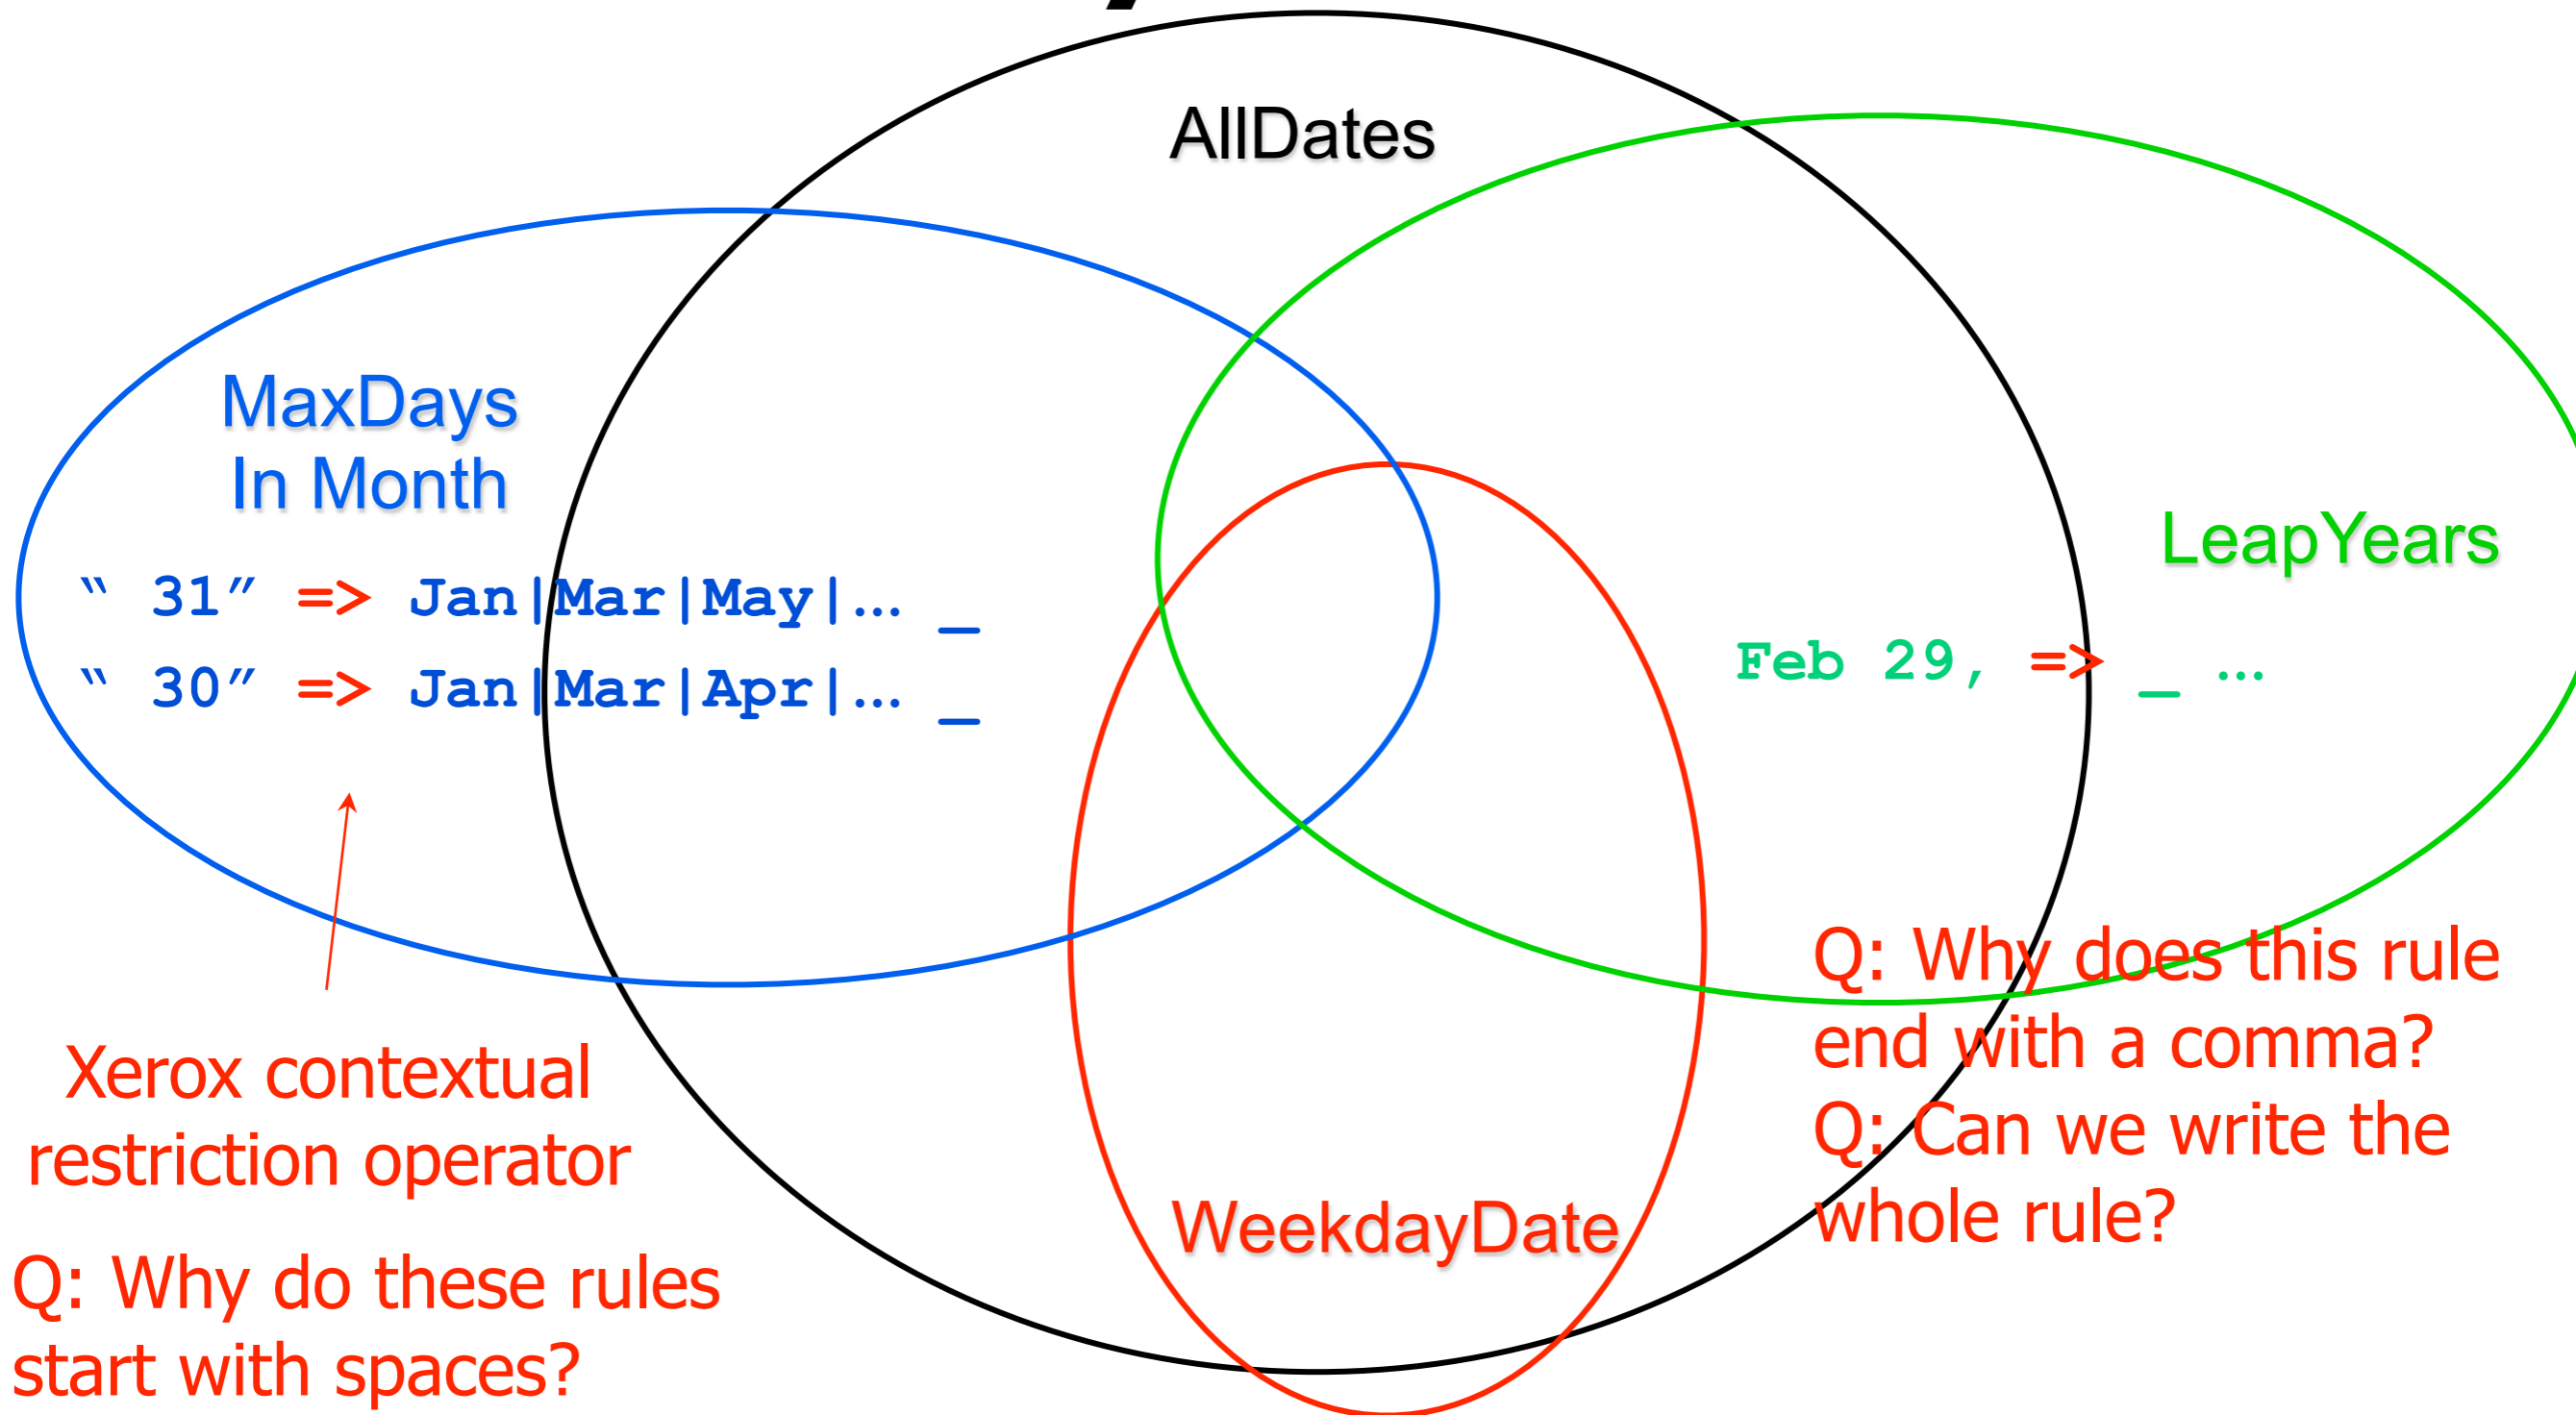 AllDates
MaxDays
In Month
LeapYears
“ 31” => Jan|Mar|May|… _
“ 30” => Jan|Mar|Apr|… _
Feb 29, => _ …
Xerox contextual
restriction operator
Q: Why do these rules
start with spaces?
WeekdayDate
Q: Why does this rule
end with a comma?
Q: Can we write the
whole rule?